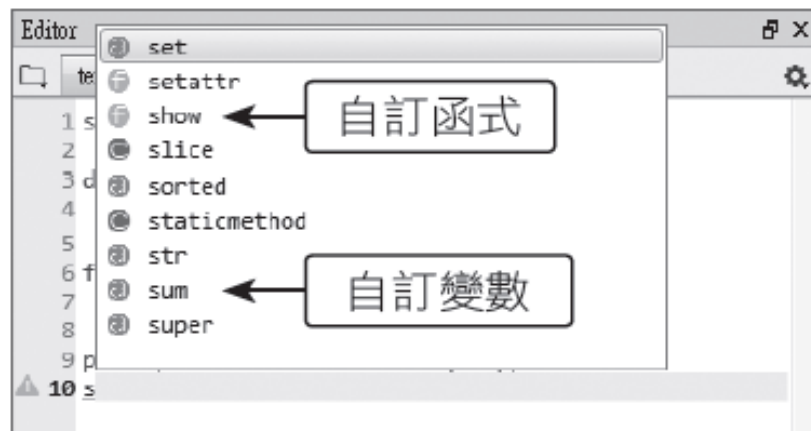 Editor
te
set
setattr
1 s
show
自訂函式
2
slice
3 d
sorted
4
staticmethod
5
str
6 f
sum
自訂變數
7
super
8
9 p
10 s